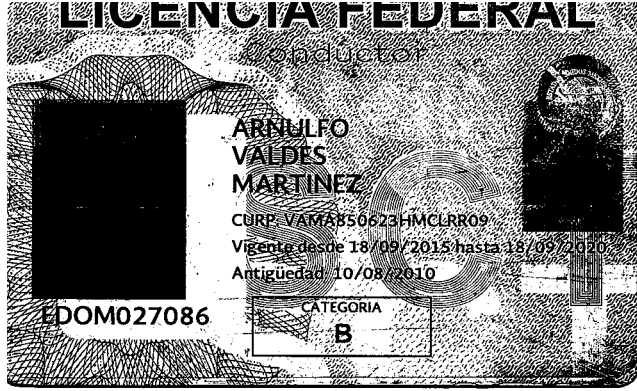 LICENCIA FEDERAL
Conductor
ARNULFO
VALDES
MARTINEZ
CURP. VAMA850623HMCLRR09
Vigente desde 18/09/2015 hasta 18/09/2020
Antigüedad 10/08/2010
LDOM027086
CATEGORIA
B